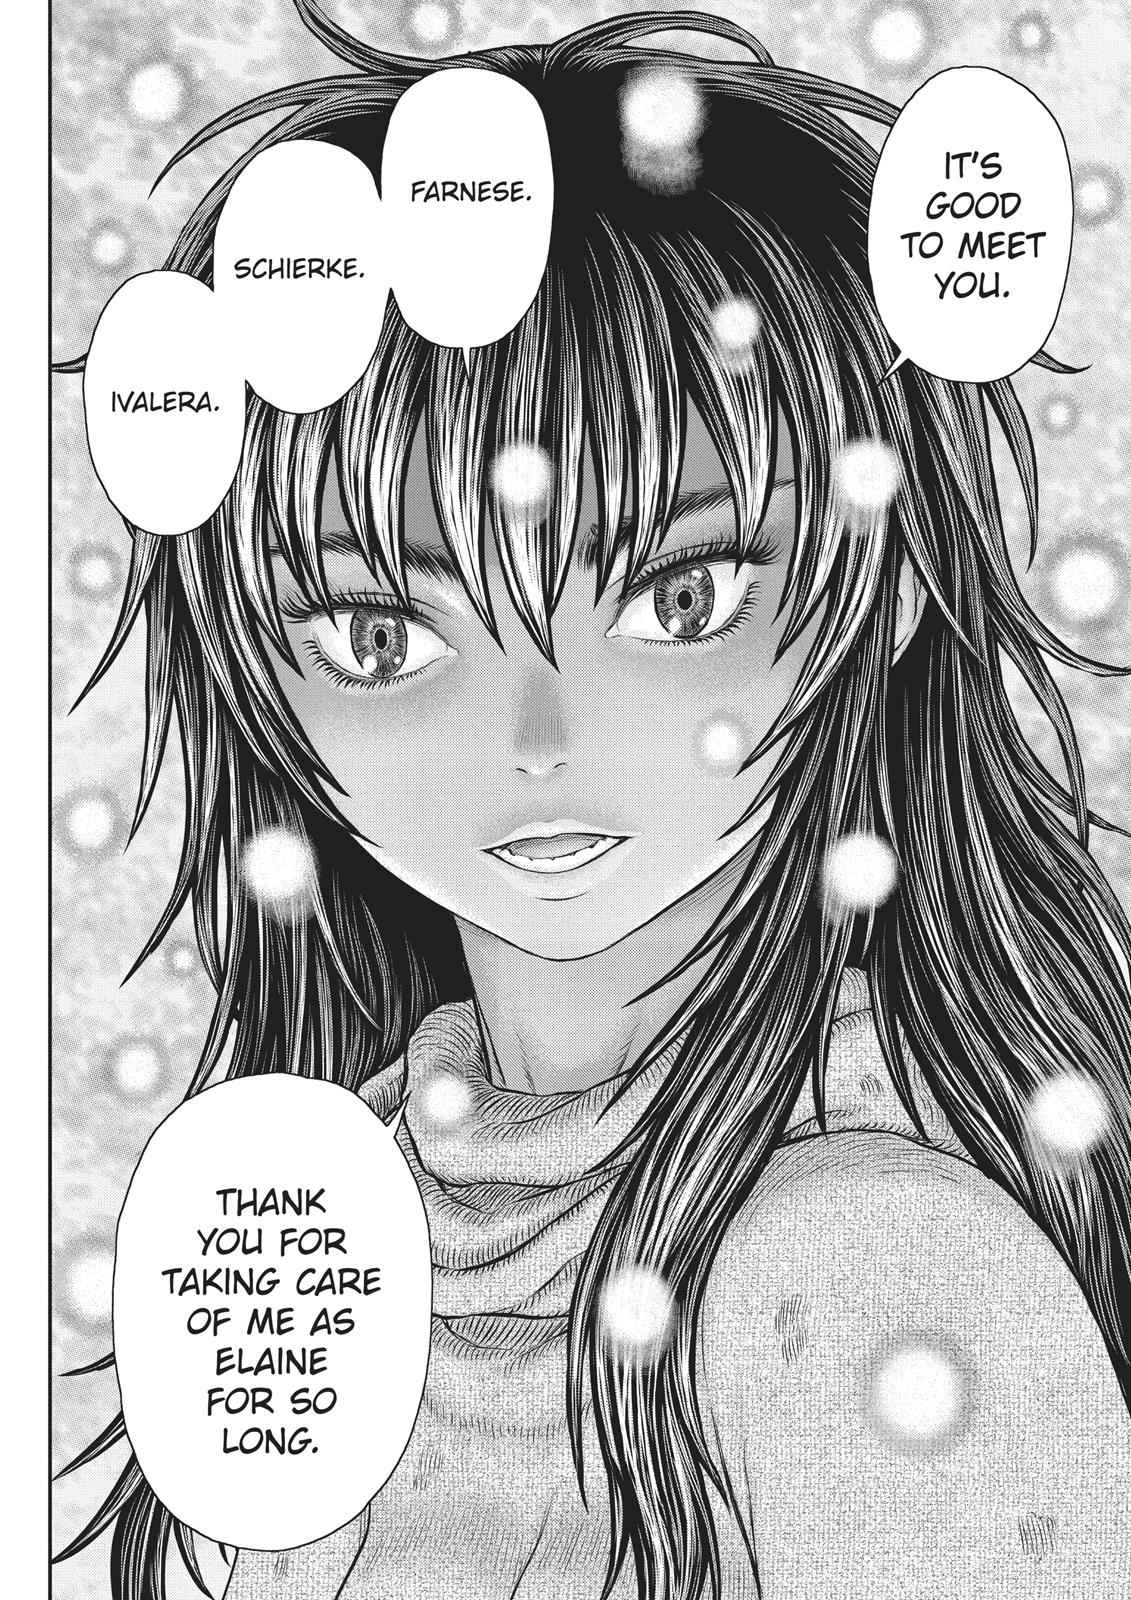 IT'S
GOOD
TO MEET
YOU.
FARNESE.
SCHIERKE.
IVALERA.
THANK
YOU FOR
TAKING CARE
OF ME AS
ELAINE
FOR SO
LONG.